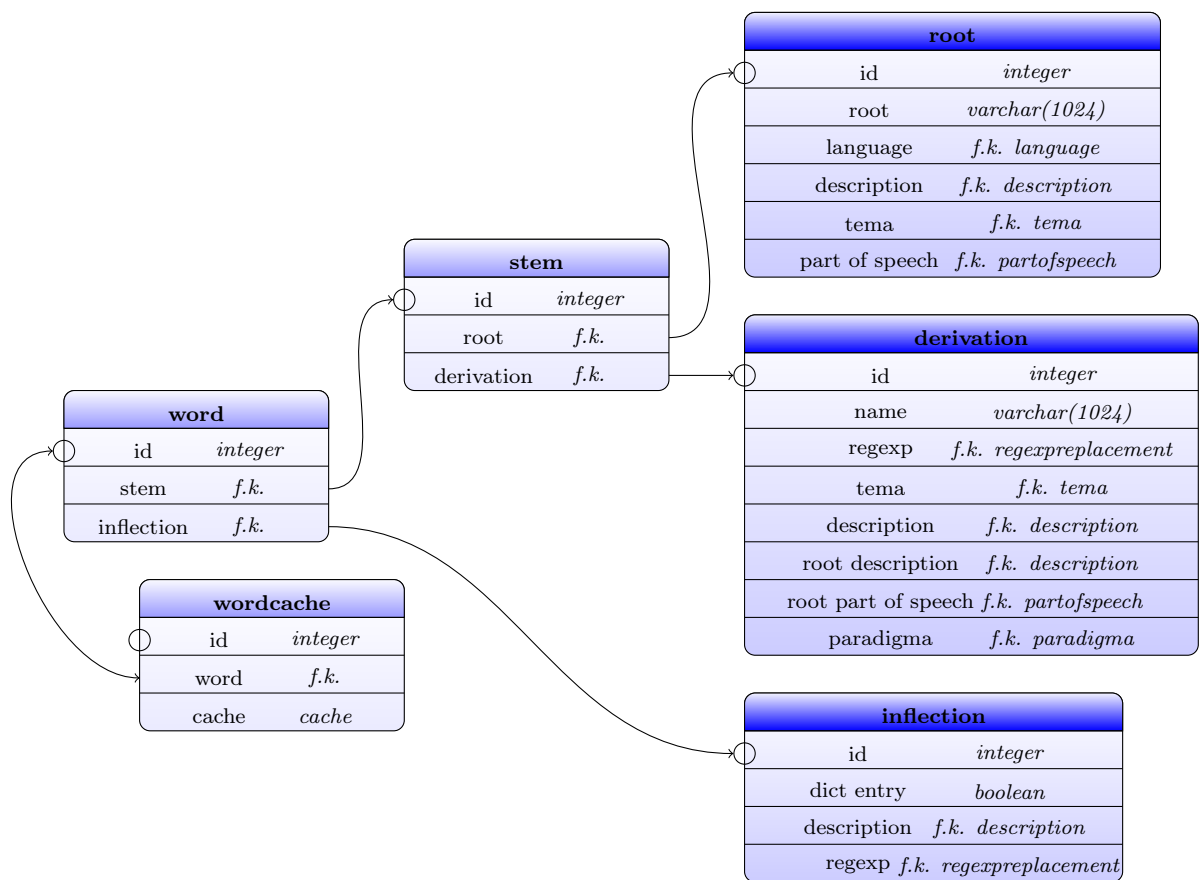 root
id integer
root varchar(1024)
language f.k. language
description f.k. description
tema f.k. tema
part of speech f.k. partofspeech
stem
id integer
root f.k.
derivation f.k.
derivation
id integer
name varchar(1024)
regexp f.k. regexpreplacement
tema f.k. tema
description f.k. description
root description f.k. description
root part of speech f.k. partofspeech
paradigma f.k. paradigma
word
id integer
stem f.k.
inflection f.k.
wordcache
id integer
word f.k.
cache cache
inflection
id integer
dict entry boolean
description f.k. description
regexp f.k. regexpreplacement